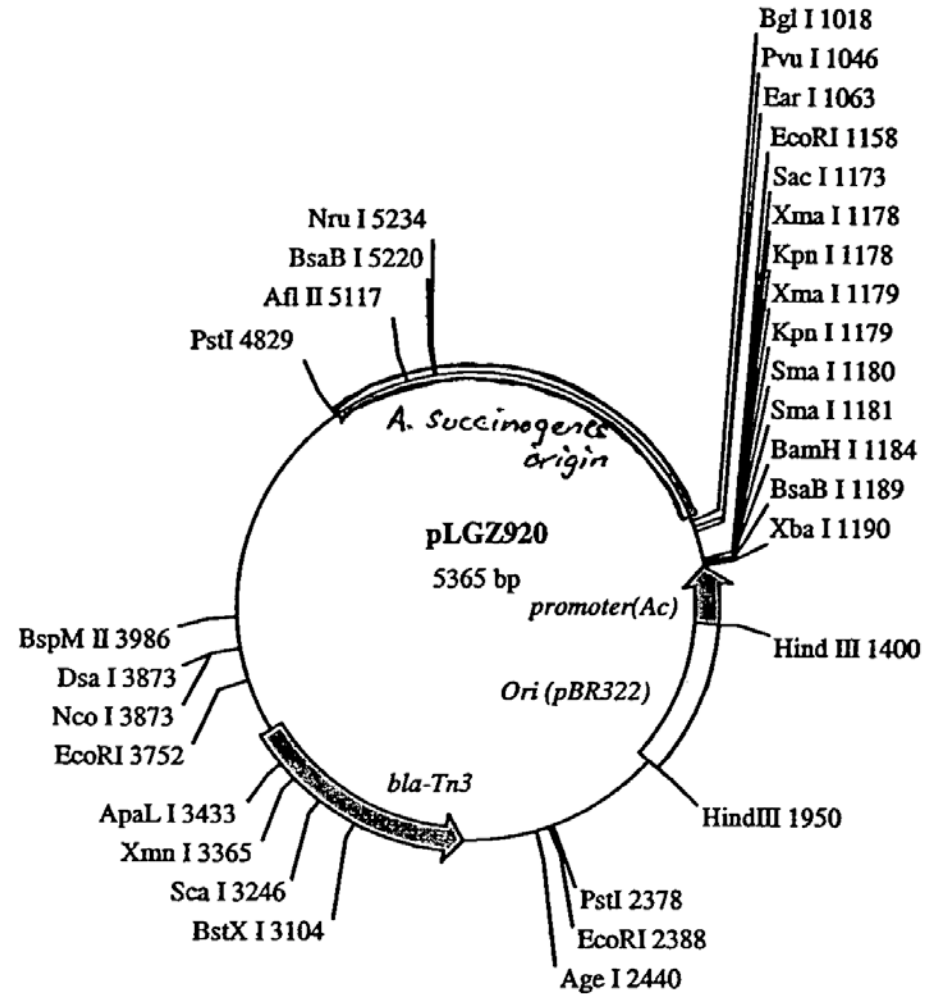 Bgl I 1018
Pvu I 1046
Ear I 1063
EcoRI 1158
Sac I 1173
Xma I 1178
Kpn I 1178
Xma I 1179
Kpn I 1179
Sma I 1180
Sma I 1181
BamH I 1184
BsaB I 1189
Xba I 1190
Nru I 5234
BsaB I 5220
Afl II 5117
PstI 4829
A. succinogenes
origin
pLGZ920
5365 bp
promoter(Ac)
Hind III 1400
Ori (pBR322)
HindIII 1950
BspM II 3986
Dsa I 3873
Nco I 3873
EcoRI 3752
bla-Tn3
ApaL I 3433
Xmn I 3365
Sca I 3246
BstX I 3104
PstI 2378
EcoRI 2388
Age I 2440